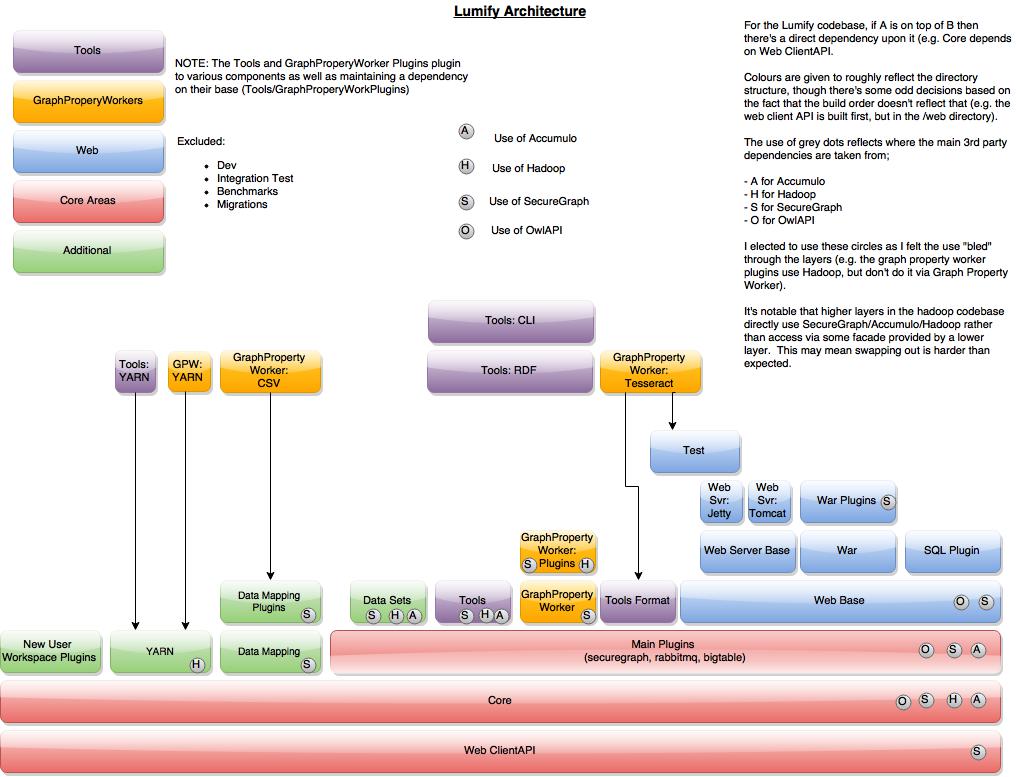 Lumify Architecture
Tools
GraphProperyWorkers
Web
Core Areas
Additional
NOTE: The Tools and GraphProperyWorker Plugins plugin
to various components as well as maintaining a dependency
on their base (Tools/GraphProperyWorkPlugins)
Excluded:
• Dev
• Integration Test
• Benchmarks
• Migrations
A Use of Accumulo
H Use of Hadoop
S Use of SecureGraph
O Use of OwlAPI
For the Lumify codebase, if A is on top of B then
there's a direct dependency upon it (e.g. Core depends
on Web ClientAPI.
Colours are given to roughly reflect the directory
structure, though there's some odd decisions based on
the fact that the build order doesn't reflect that (e.g. the
web client API is built first, but in the /web directory).
The use of grey dots reflects where the main 3rd party
dependencies are taken from;
- A for Accumulo
- H for Hadoop
- S for SecureGraph
- O for OwlAPI
I elected to use these circles as I felt the use "bled"
through the layers (e.g. the graph property worker
plugins use Hadoop, but don't do it via Graph Property
Worker).
It's notable that higher layers in the hadoop codebase
directly use SecureGraph/Accumulo/Hadoop rather
than access via some facade provided by a lower
layer. This may mean swapping out is harder than
expected.
Tools: CLI
Tools:
YARN
GPW:
YARN
GraphProperty
Worker:
CSV
Tools: RDF
GraphProperty
Worker:
Tesseract
Test
Web
Svr:
Jetty
Web
Svr:
Tomcat
War Plugins S
GraphProperty
Worker:
S Plugins H
Web Server Base
War
SQL Plugin
Data Mapping
Plugins
S
Data Sets
S H A
Tools
S H A
GraphProperty
Worker
S
Tools Format
Web Base O S
New User
Workspace Plugins
YARN
H
Data Mapping
S
Main Plugins
(securegraph, rabbitmq, bigtable)
O S A
Core O S H A
Web ClientAPI S